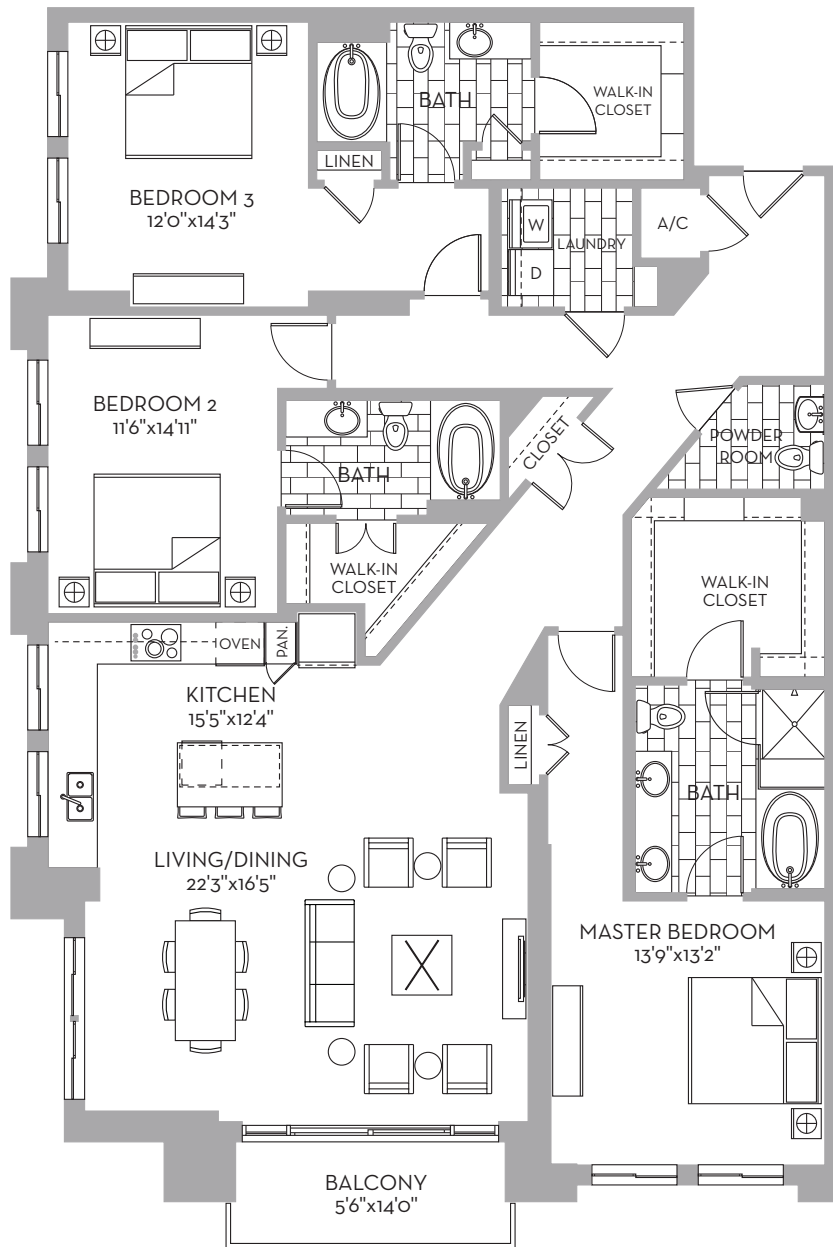 BATH
WALK-IN
CLOSET
LINEN
BEDROOM 3
12'0"x14'3"
W
LAUNDRY
A/C
D
BEDROOM 2
11'6"x14'11"
CLOSET
POWDER
ROOM
BATH
WALK-IN
CLOSET
WALK-IN
CLOSET
OVEN
PAN.
KITCHEN
15'5"x12'4"
LINEN
BATH
LIVING/DINING
22'3"x16'5"
MASTER BEDROOM
13'9"x13'2"
BALCONY
5'6"x14'0"